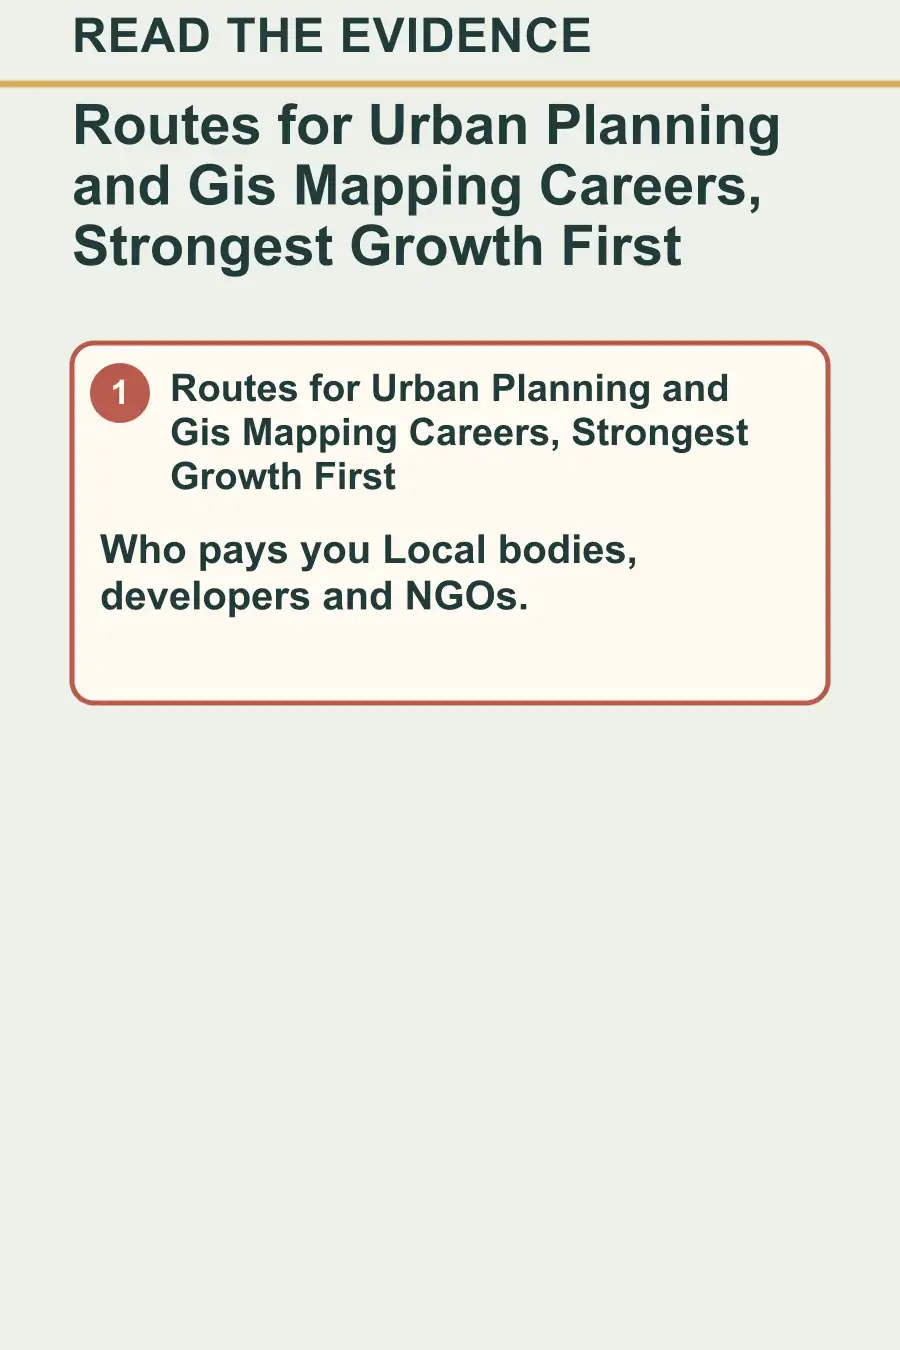 READ THE EVIDENCE
Routes for Urban Planning
and Gis Mapping Careers,
Strongest Growth First
1
Routes for Urban Planning and
Gis Mapping Careers, Strongest
Growth First
Who pays you Local bodies,
developers and NGOs.